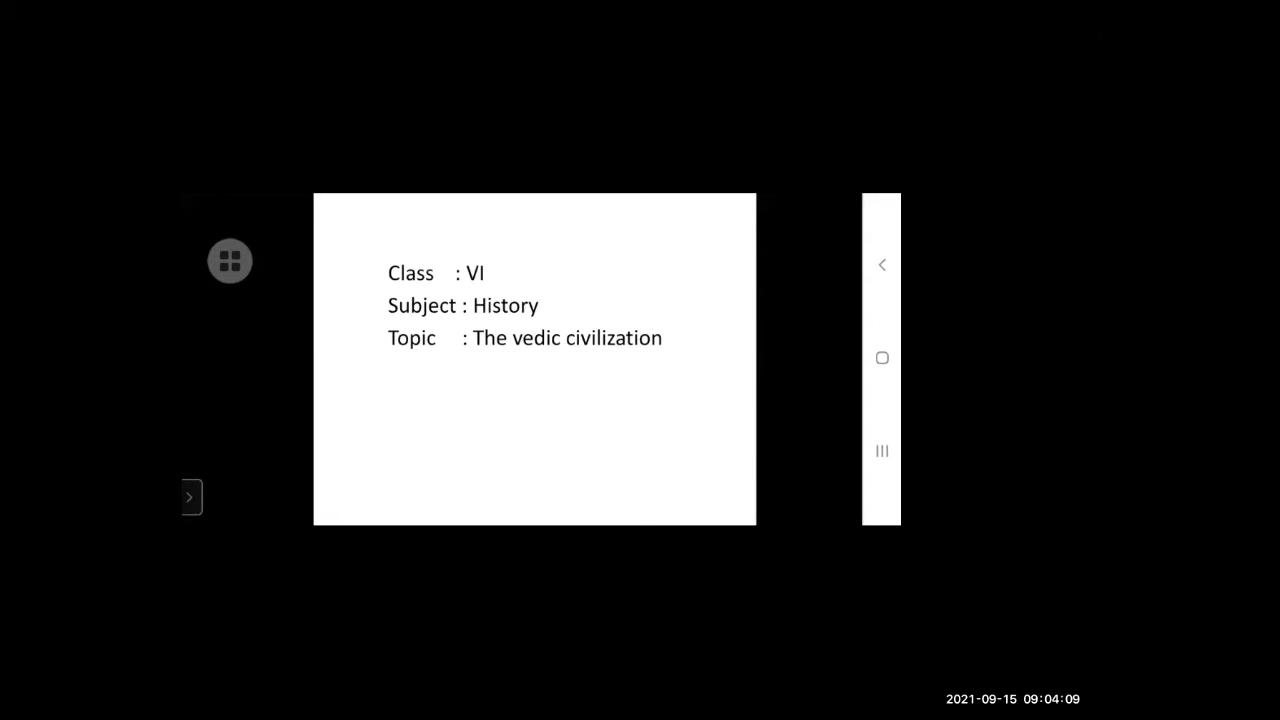 Class : VI
Subject : History
Topic : The vedic civilization
2021-09-15 09:04:09